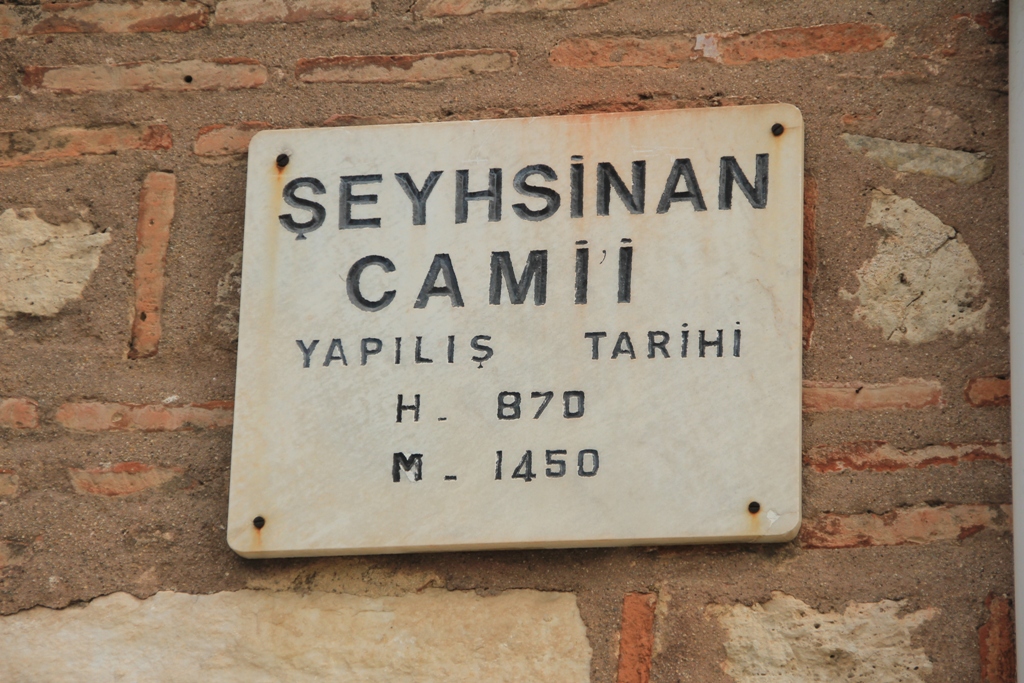 ŞEYHSİNAN
CAMİ'İ
YAPILIŞ TARİHİ
H. 870
M. 1450